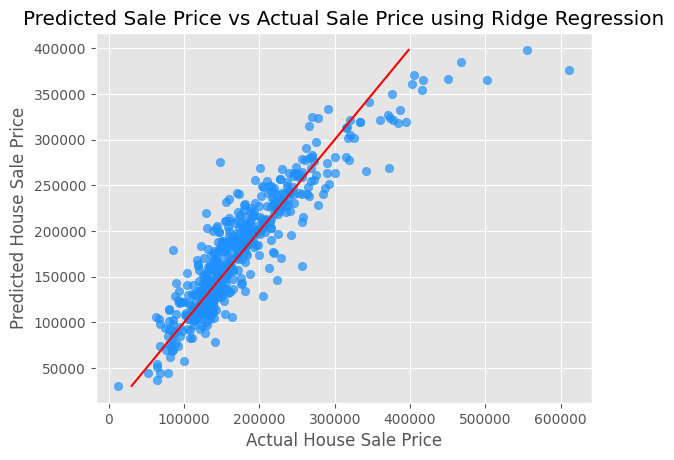 Predicted Sale Price vs Actual Sale Price using Ridge Regression
400000
350000
300000
250000
200000
150000
100000
50000
Predicted House Sale Price
0 100000 200000 300000 400000 500000 600000
Actual House Sale Price